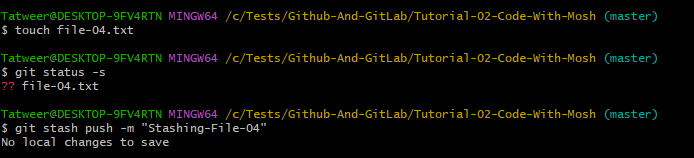 Tatweer@DESKTOP-9FV4RTN MINGW64 /c/Tests/Github-And-GitLab/Tutorial-02-Code-With-Mosh (master)
$ touch file-04.txt
Tatweer@DESKTOP-9FV4RTN MINGW64 /c/Tests/Github-And-GitLab/Tutorial-02-Code-With-Mosh (master)
$ git status -s
?? file-04.txt
Tatweer@DESKTOP-9FV4RTN MINGW64 /c/Tests/Github-And-GitLab/Tutorial-02-Code-With-Mosh (master)
$ git stash push -m "Stashing-File-04"
No local changes to save